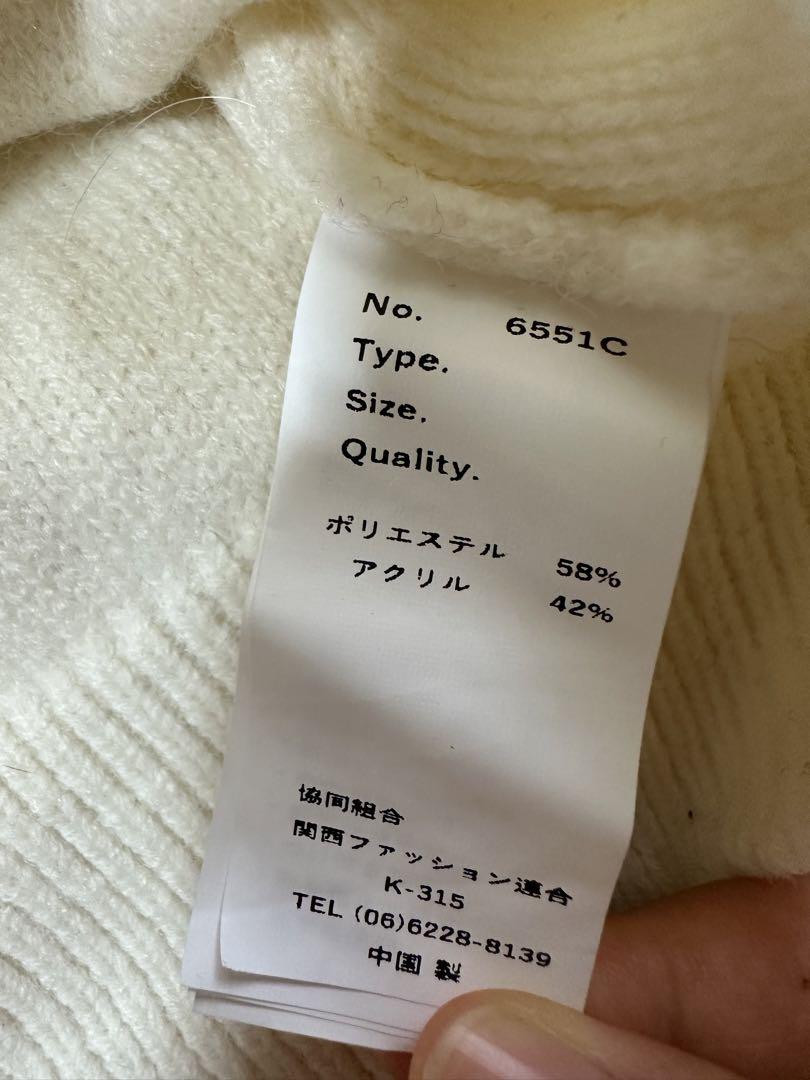 No. 6551C
Type.
Size.
Quality.
ポリエステル 58%
アクリル 42%
協同組合
関西ファッション連合
K-315
TEL (06)6228-8139
中国 製